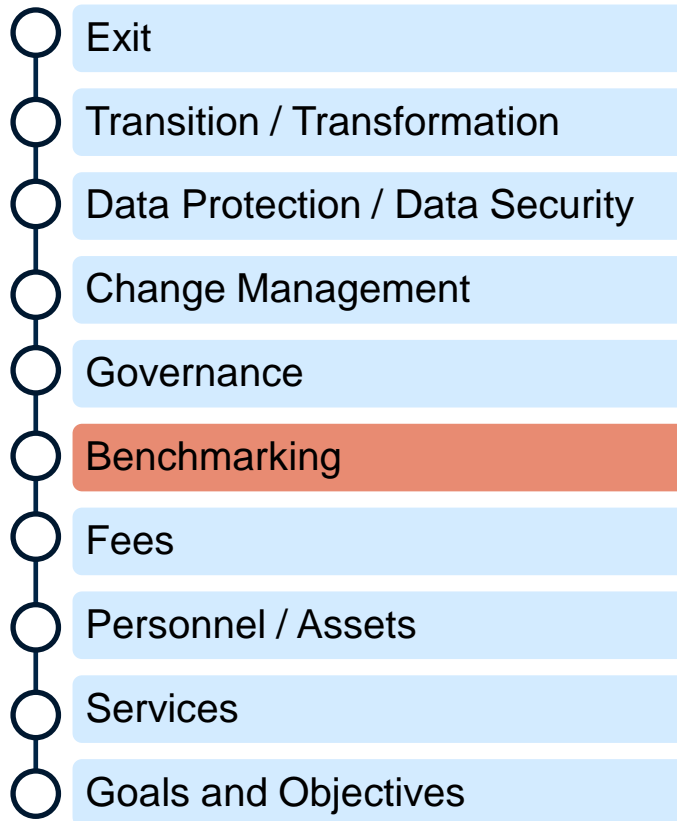 Exit
Transition / Transformation
Data Protection / Data Security
Change Management
Governance
Benchmarking
Fees
Personnel / Assets
Services
Goals and Objectives